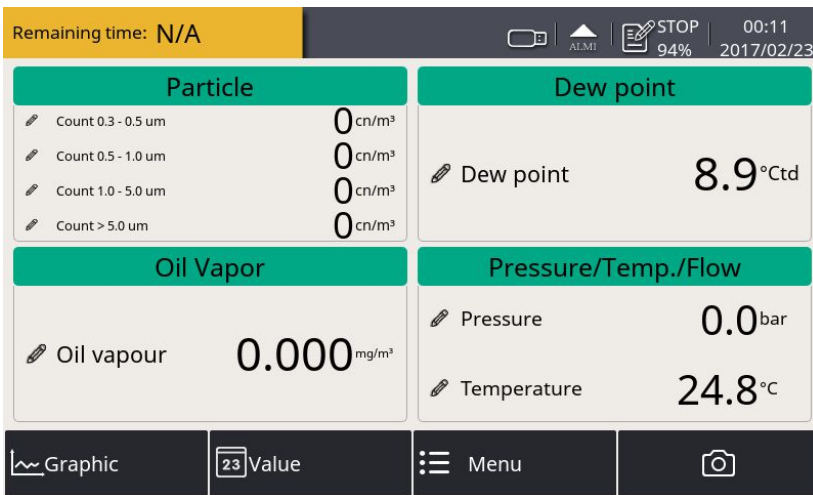 Remaining time: N/A
ALMI
STOP
94%
00:11
2017/02/23
Particle
Count 0.3 - 0.5 um 0 cn/m³
Count 0.5 - 1.0 um 0 cn/m³
Count 1.0 - 5.0 um 0 cn/m³
Count > 5.0 um 0 cn/m³
Dew point
Dew point 8.9 °Ctd
Oil Vapor
Oil vapour 0.000 mg/m³
Pressure/Temp./Flow
Pressure 0.0 bar
Temperature 24.8 °C
Graphic
23 Value
Menu